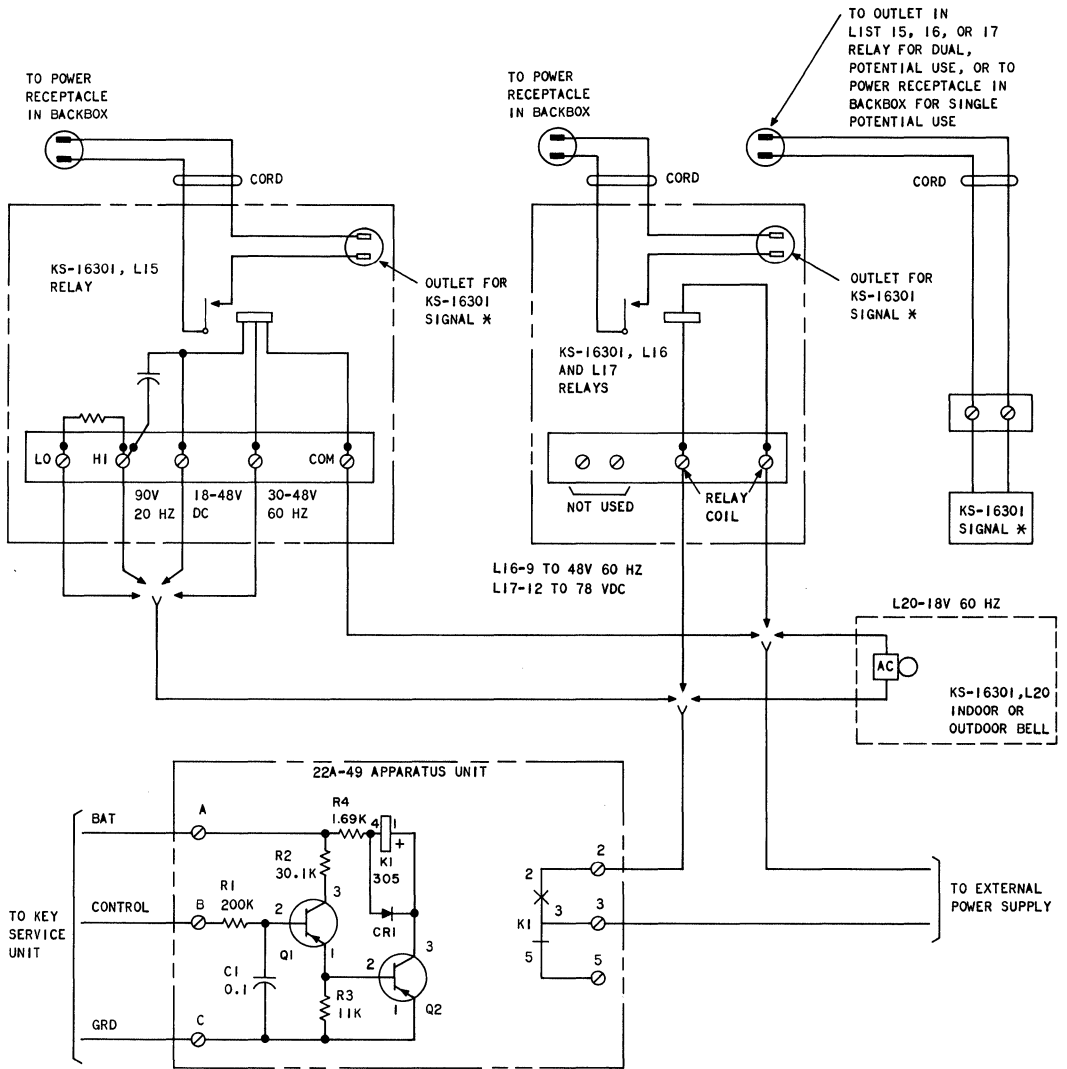 TO OUTLET IN
LIST 15, 16, OR 17
RELAY FOR DUAL,
POTENTIAL USE, OR TO
POWER RECEPTACLE IN
BACKBOX FOR SINGLE
POTENTIAL USE
TO POWER
RECEPTACLE
IN BACKBOX
TO POWER
RECEPTACLE
IN BACKBOX
CORD
CORD
CORD
KS-16301, L15
RELAY
OUTLET FOR
KS-16301
SIGNAL *
OUTLET FOR
KS-16301
SIGNAL *
KS-16301, L16
AND L17
RELAYS
LO
HI
COM
90V
20 HZ
18-48V
DC
30-48V
60 HZ
NOT USED
RELAY
COIL
KS-16301
SIGNAL *
L16-9 TO 48V 60 HZ
L17-12 TO 78 VDC
L20-18V 60 HZ
AC
KS-16301,L20
INDOOR OR
OUTDOOR BELL
22A-49 APPARATUS UNIT
BAT
A
R4
1.69K
4
1
+
K1
305
R2
30.1K
3
2
2
R1
200K
CONTROL
B
2
3
3
TO EXTERNAL
POWER SUPPLY
TO KEY
SERVICE
UNIT
CR1
K1
Q1
1
3
5
5
C1
0.1
2
R3
11K
1
Q2
GRD
C